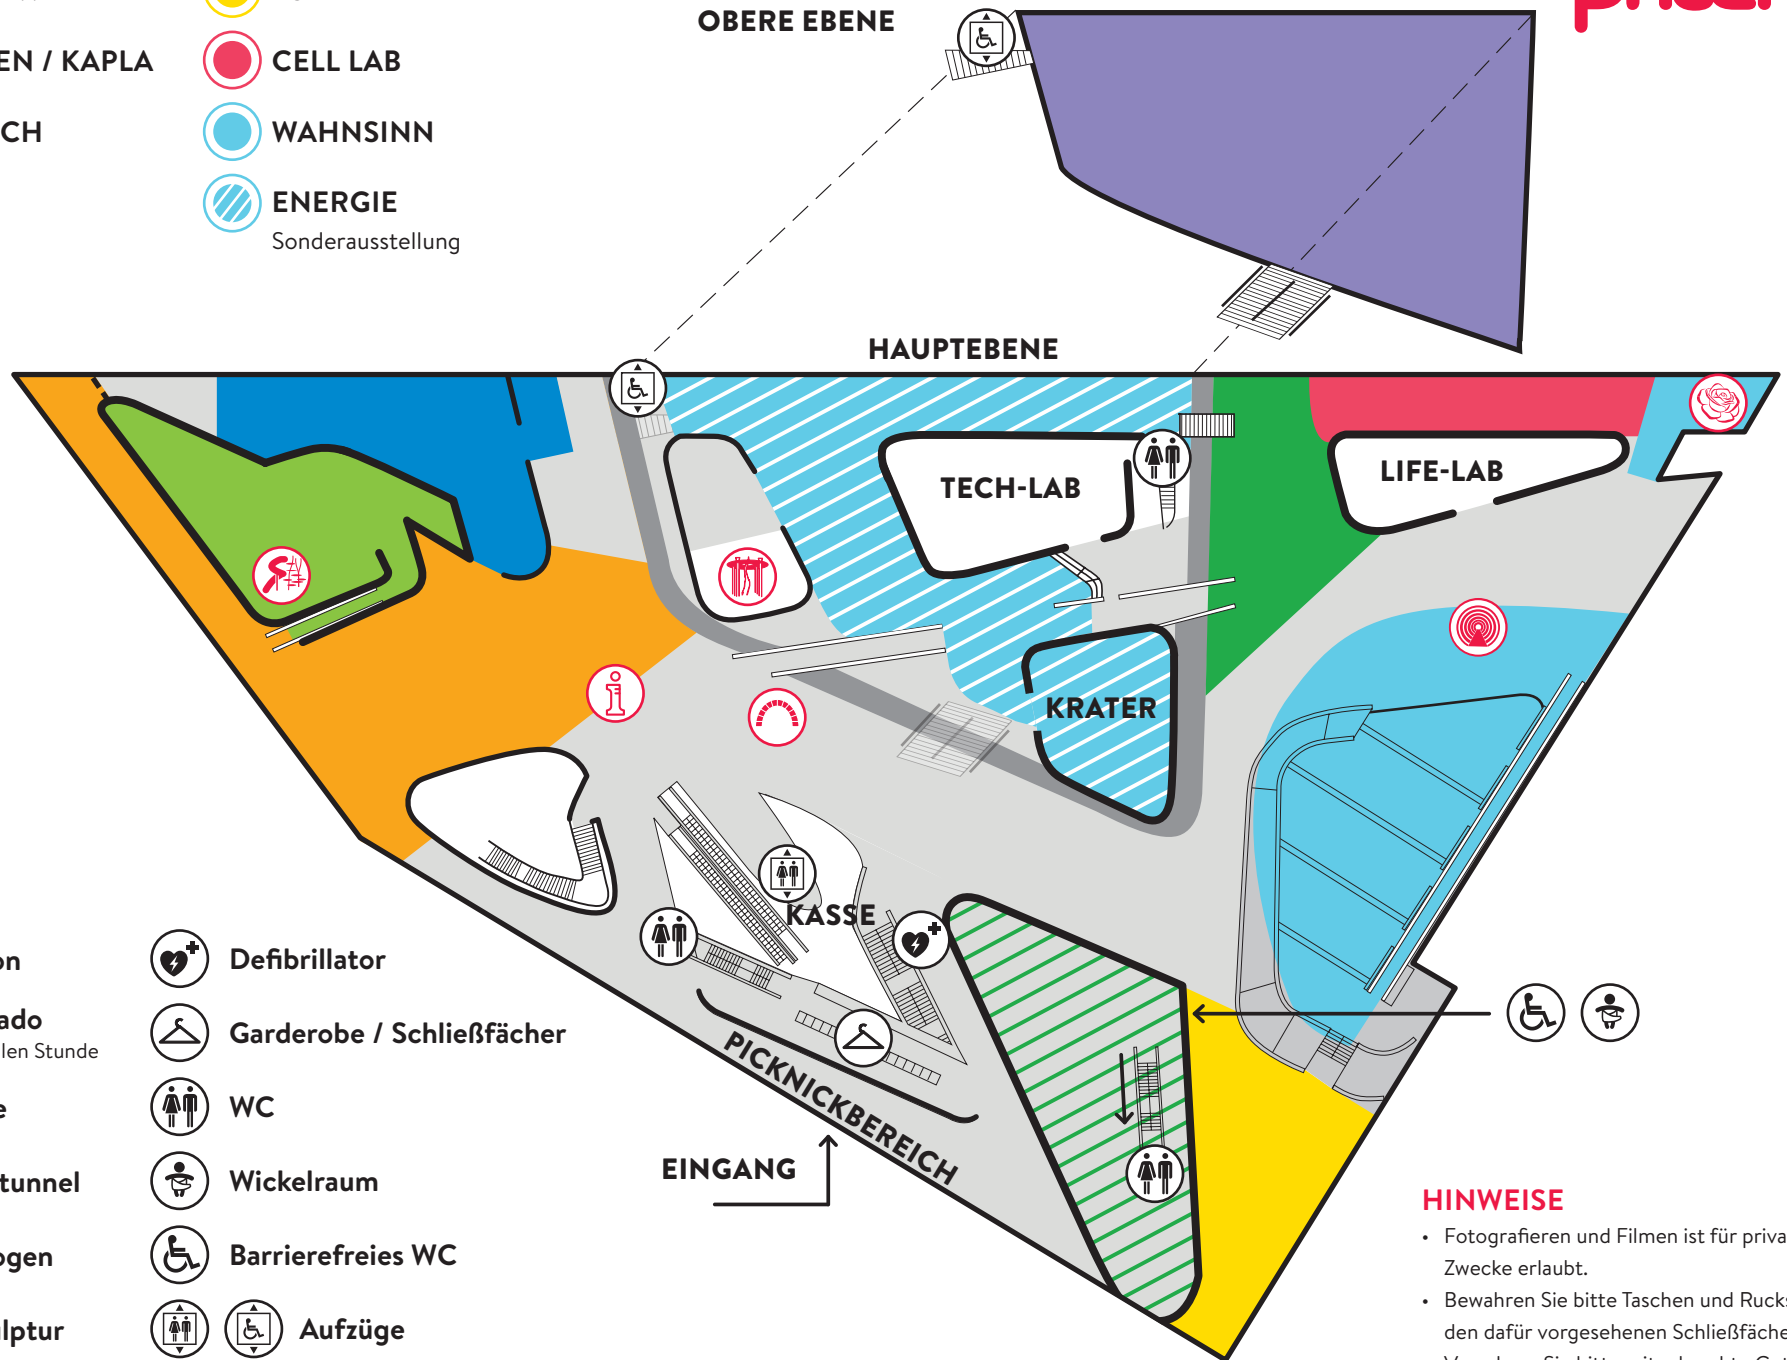 OBERE EBENE
EN / KAPLA
CELL LAB
CH
WAHNSINN
ENERGIE
Sonderausstellung
HAUPTEBENE
TECH-LAB
LIFE-LAB
KRATER
KASSE
PICKNICKBEREICH
EINGANG
on
Defibrillator
ado
len Stunde
Garderobe / Schließfächer
e
WC
tunnel
Wickelraum
ogen
Barrierefreies WC
lptur
Aufzüge
HINWEISE
• Fotografieren und Filmen ist für priva
Zwecke erlaubt.
• Bewahren Sie bitte Taschen und Rucks
den dafür vorgesehenen Schließfäche